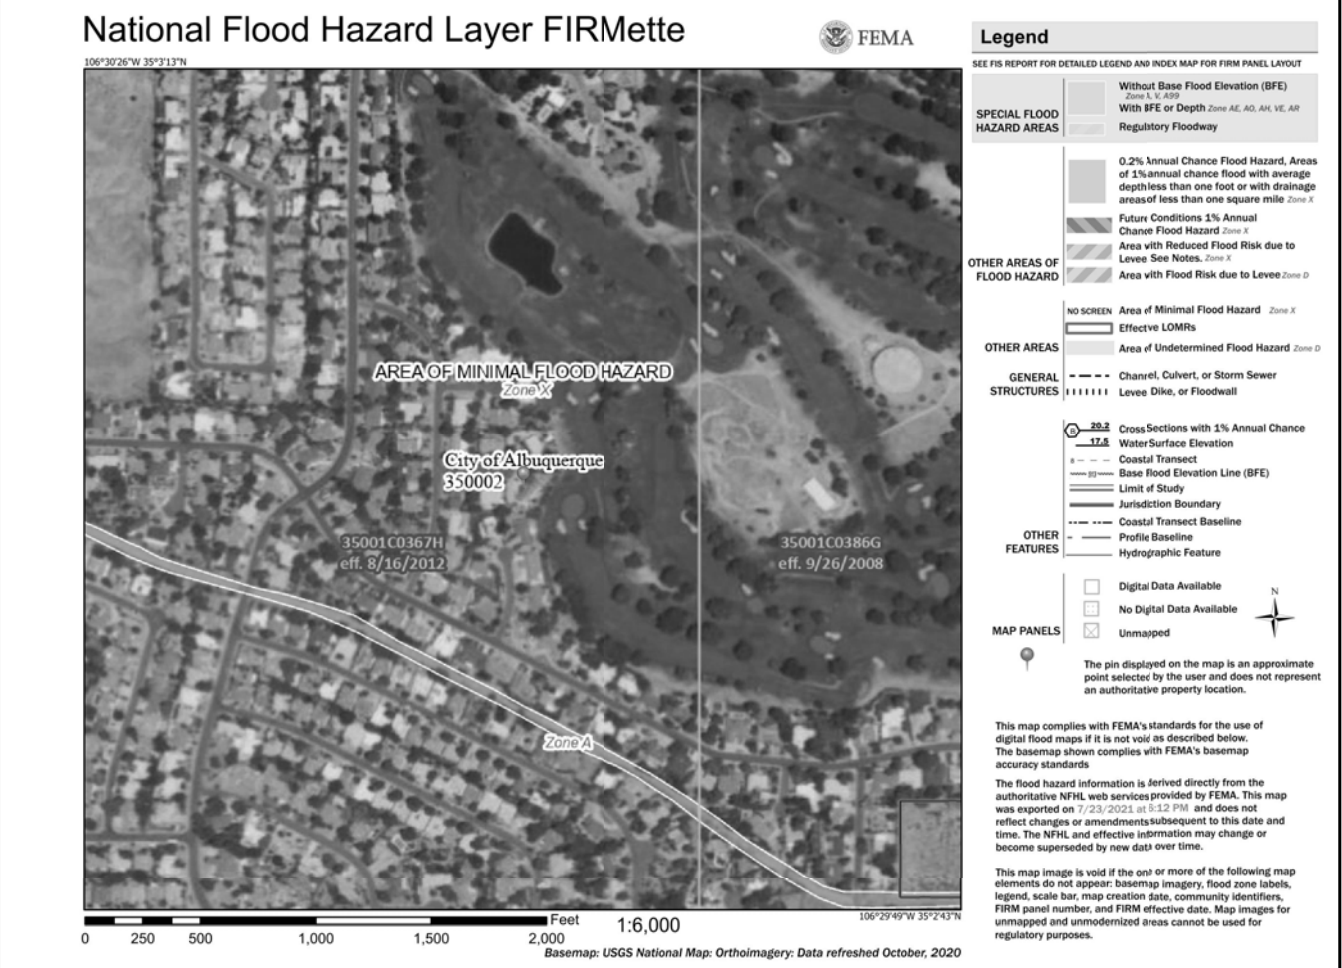 National Flood Hazard Layer FIRMette
FEMA
106°30'26"W 35°3'13"N
AREA OF MINIMAL FLOOD HAZARD
Zone X
City of Albuquerque
350002
35001C0367H
eff. 8/16/2012
35001C0386G
eff. 9/26/2008
Zone A
0 250 500 1,000 1,500 2,000
Feet
1:6,000
106°29'49"W 35°2'43"N
Basemap: USGS National Map: Orthoimagery: Data refreshed October, 2020
Legend
SEE FIS REPORT FOR DETAILED LEGEND AND INDEX MAP FOR FIRM PANEL LAYOUT
SPECIAL FLOOD
HAZARD AREAS
Without Base Flood Elevation (BFE)
Zone A, V, A99
With BFE or Depth Zone AE, AO, AH, VE, AR
Regulatory Floodway
OTHER AREAS OF
FLOOD HAZARD
0.2% Annual Chance Flood Hazard, Areas
of 1% annual chance flood with average
depth less than one foot or with drainage
areas of less than one square mile Zone X
Future Conditions 1% Annual
Chance Flood Hazard Zone X
Area with Reduced Flood Risk due to
Levee See Notes. Zone X
Area with Flood Risk due to Levee Zone D
OTHER AREAS
NO SCREEN Area of Minimal Flood Hazard Zone X
Effective LOMRs
Area of Undetermined Flood Hazard Zone D
GENERAL
STRUCTURES
Channel, Culvert, or Storm Sewer
Levee Dike, or Floodwall
OTHER
FEATURES
B 20.2 Cross Sections with 1% Annual Chance
17.5 Water Surface Elevation
8 Coastal Transect
Base Flood Elevation Line (BFE)
Limit of Study
Jurisdiction Boundary
Coastal Transect Baseline
Profile Baseline
Hydrographic Feature
MAP PANELS
Digital Data Available
No Digital Data Available
Unmapped
N
The pin displayed on the map is an approximate
point selected by the user and does not represent
an authoritative property location.
This map complies with FEMA's standards for the use of
digital flood maps if it is not void as described below.
The basemap shown complies with FEMA's basemap
accuracy standards
The flood hazard information is derived directly from the
authoritative NFHL web services provided by FEMA. This map
was exported on 7/23/2021 at 5:12 PM and does not
reflect changes or amendments subsequent to this date and
time. The NFHL and effective information may change or
become superseded by new data over time.
This map image is void if the one or more of the following map
elements do not appear: basemap imagery, flood zone labels,
legend, scale bar, map creation date, community identifiers,
FIRM panel number, and FIRM effective date. Map images for
unmapped and unmodernized areas cannot be used for
regulatory purposes.